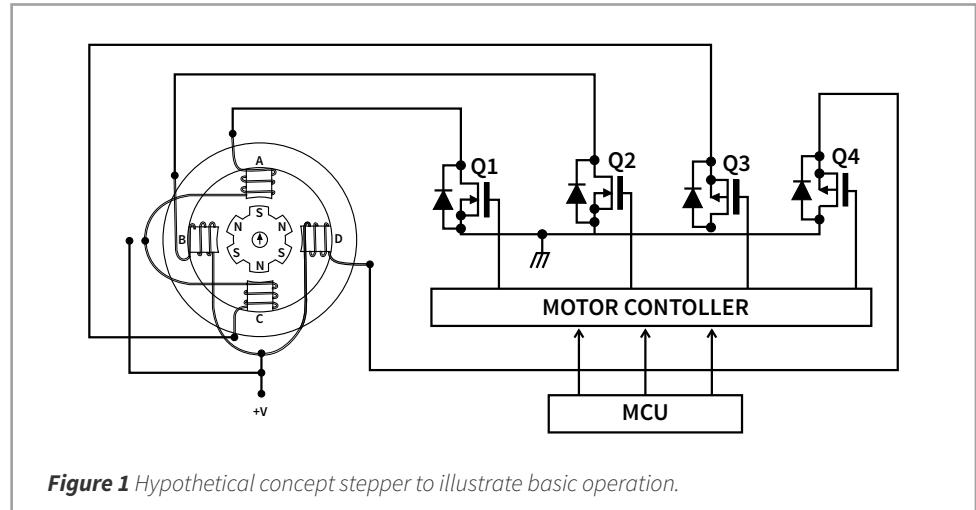 Q1 Q2 Q3 Q4
A
S
N N
B D
S S
N
C
MOTOR CONTOLLER
MCU
+V
Figure 1 Hypothetical concept stepper to illustrate basic operation.